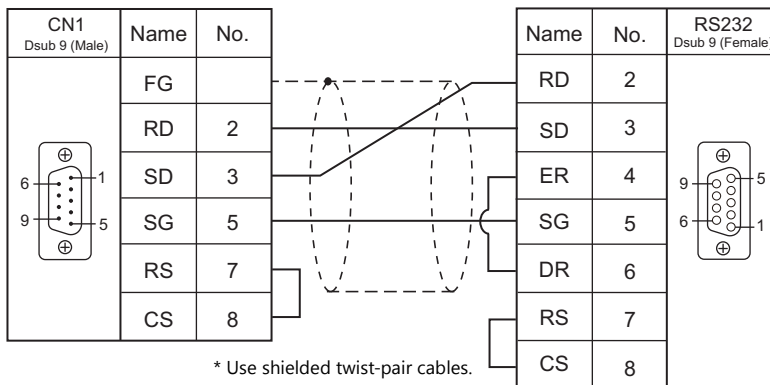 CN1
Dsub 9 (Male)
Name
No.
FG
RD
2
SD
3
SG
5
RS
7
CS
8
6
1
9
5
Name
No.
RS232
Dsub 9 (Female)
RD
2
SD
3
ER
4
SG
5
DR
6
RS
7
CS
8
9
5
6
1
* Use shielded twist-pair cables.